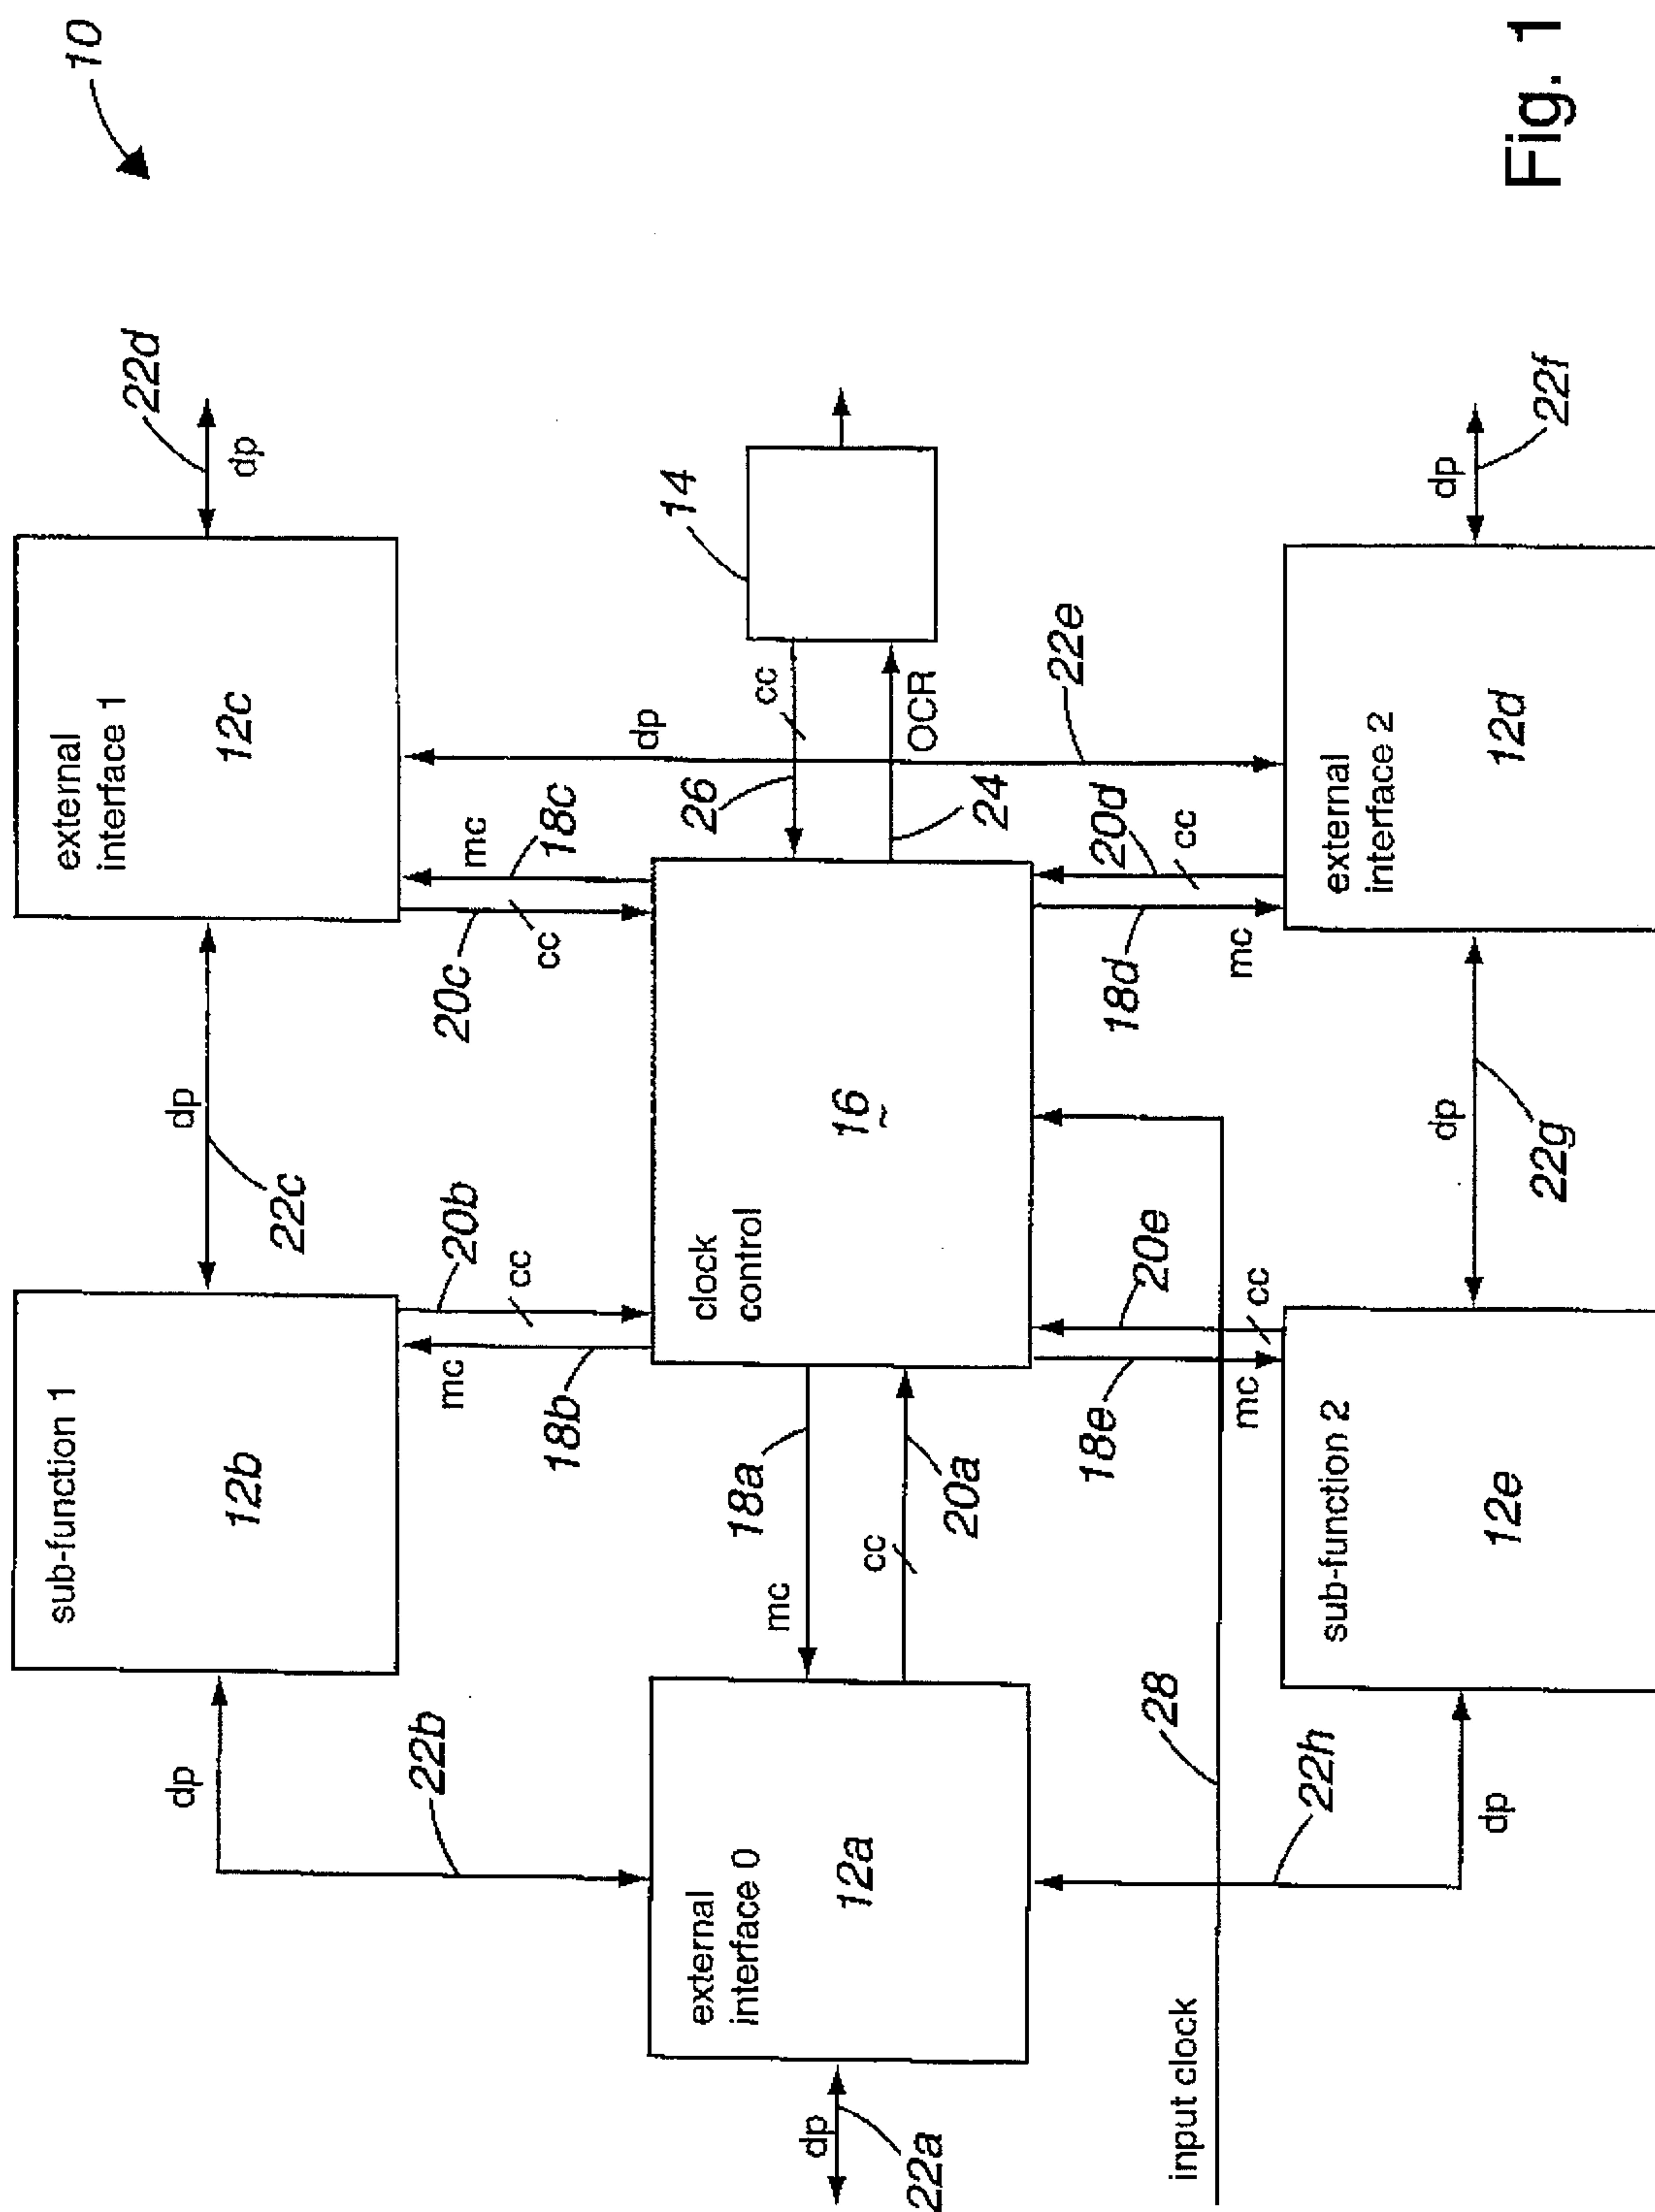 10
22d
dp
external
interface 1
12c
dp
22c
sub-function 1
12b
dp
22b
mc
18c
20c
cc
20b
cc
mc
18b
dp
14
cc
26
OCR
24
22e
clock
control
16
18a
mc
cc
20a
external
interface 0
12a
dp
22a
20d
cc
18d
mc
20e
cc
18e
mc
28
input clock
22h
dp
external
interface 2
12d
dp
22f
dp
22g
sub-function 2
12e
Fig. 1